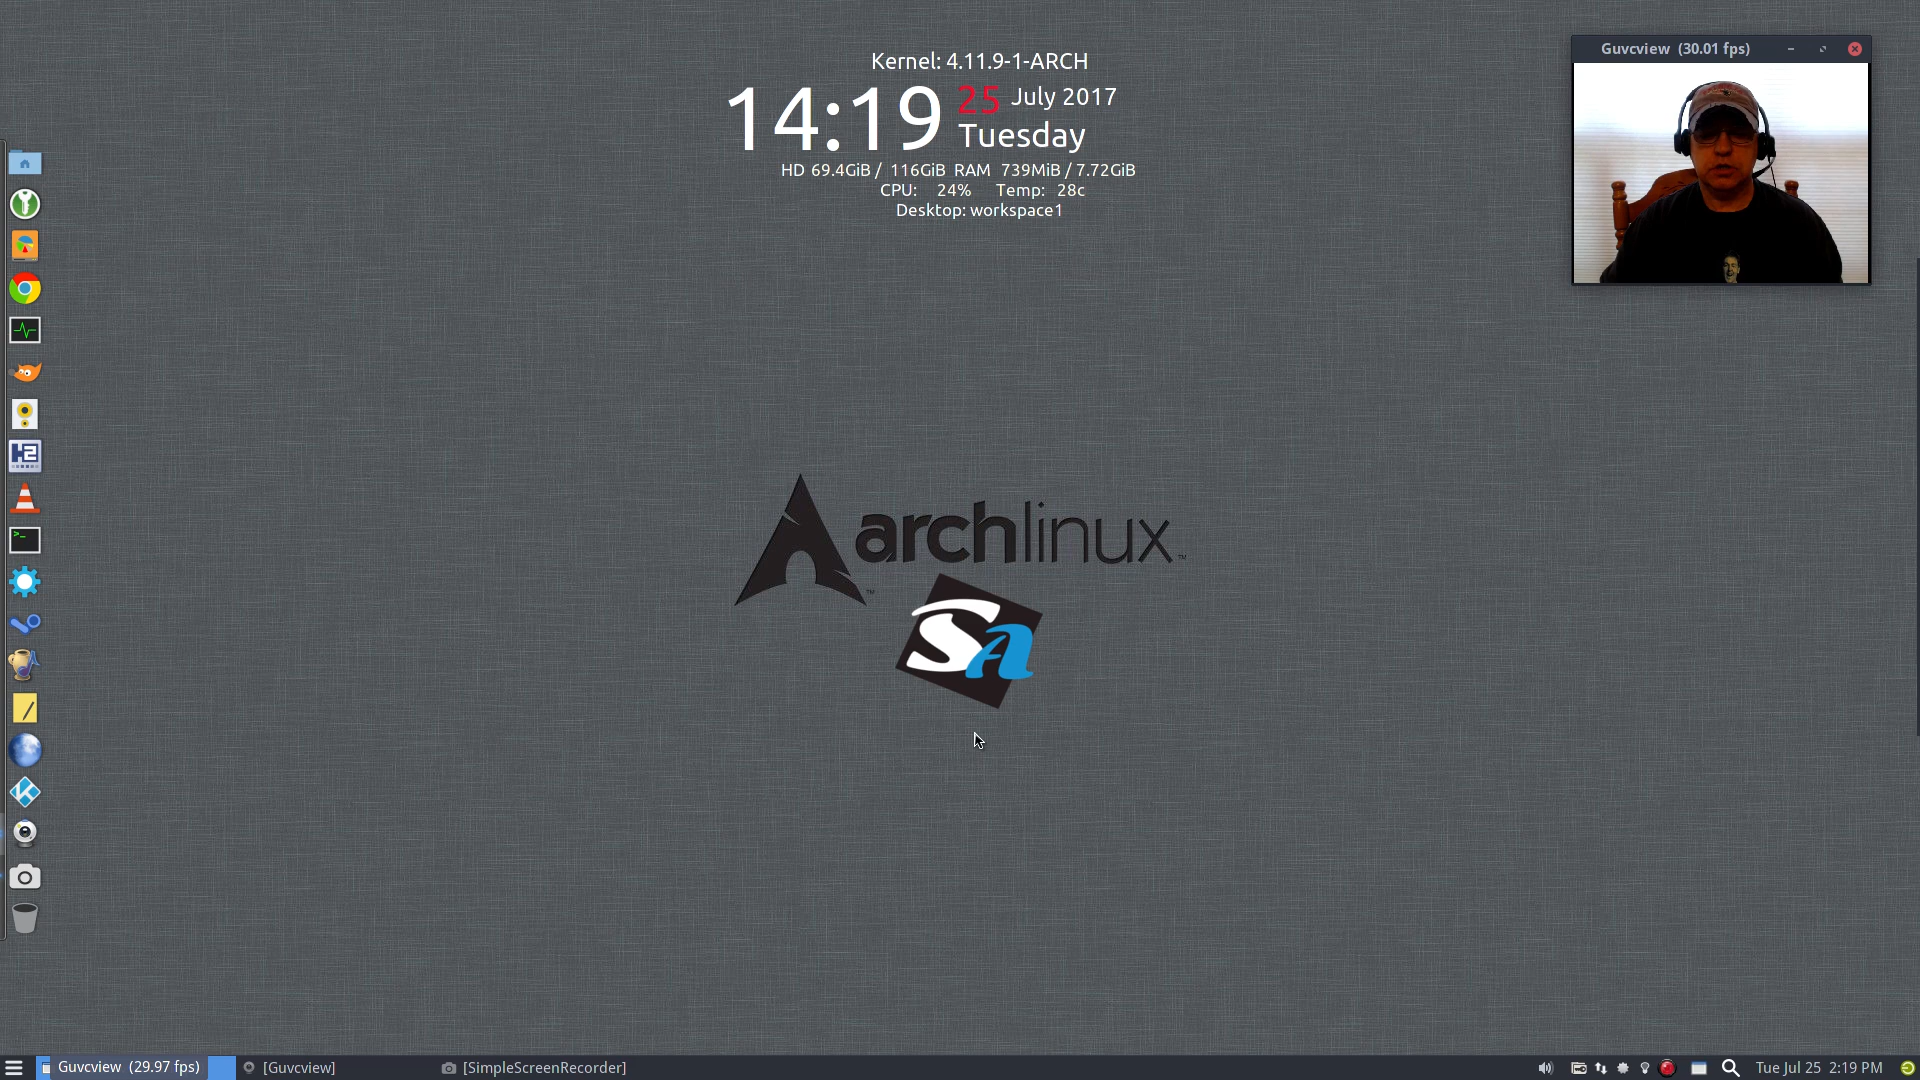 Kernel: 4.11.9-1-ARCH
14:19 25 July 2017
Tuesday
HD 69.4GiB / 116GiB RAM 739MiB / 7.72GiB
CPU: 24% Temp: 28c
Desktop: workspace1
Guvcview (30.01 fps)
archlinux™
™
SA
Guvcview (29.97 fps)
[Guvcview]
[SimpleScreenRecorder]
Tue Jul 25 2:19 PM